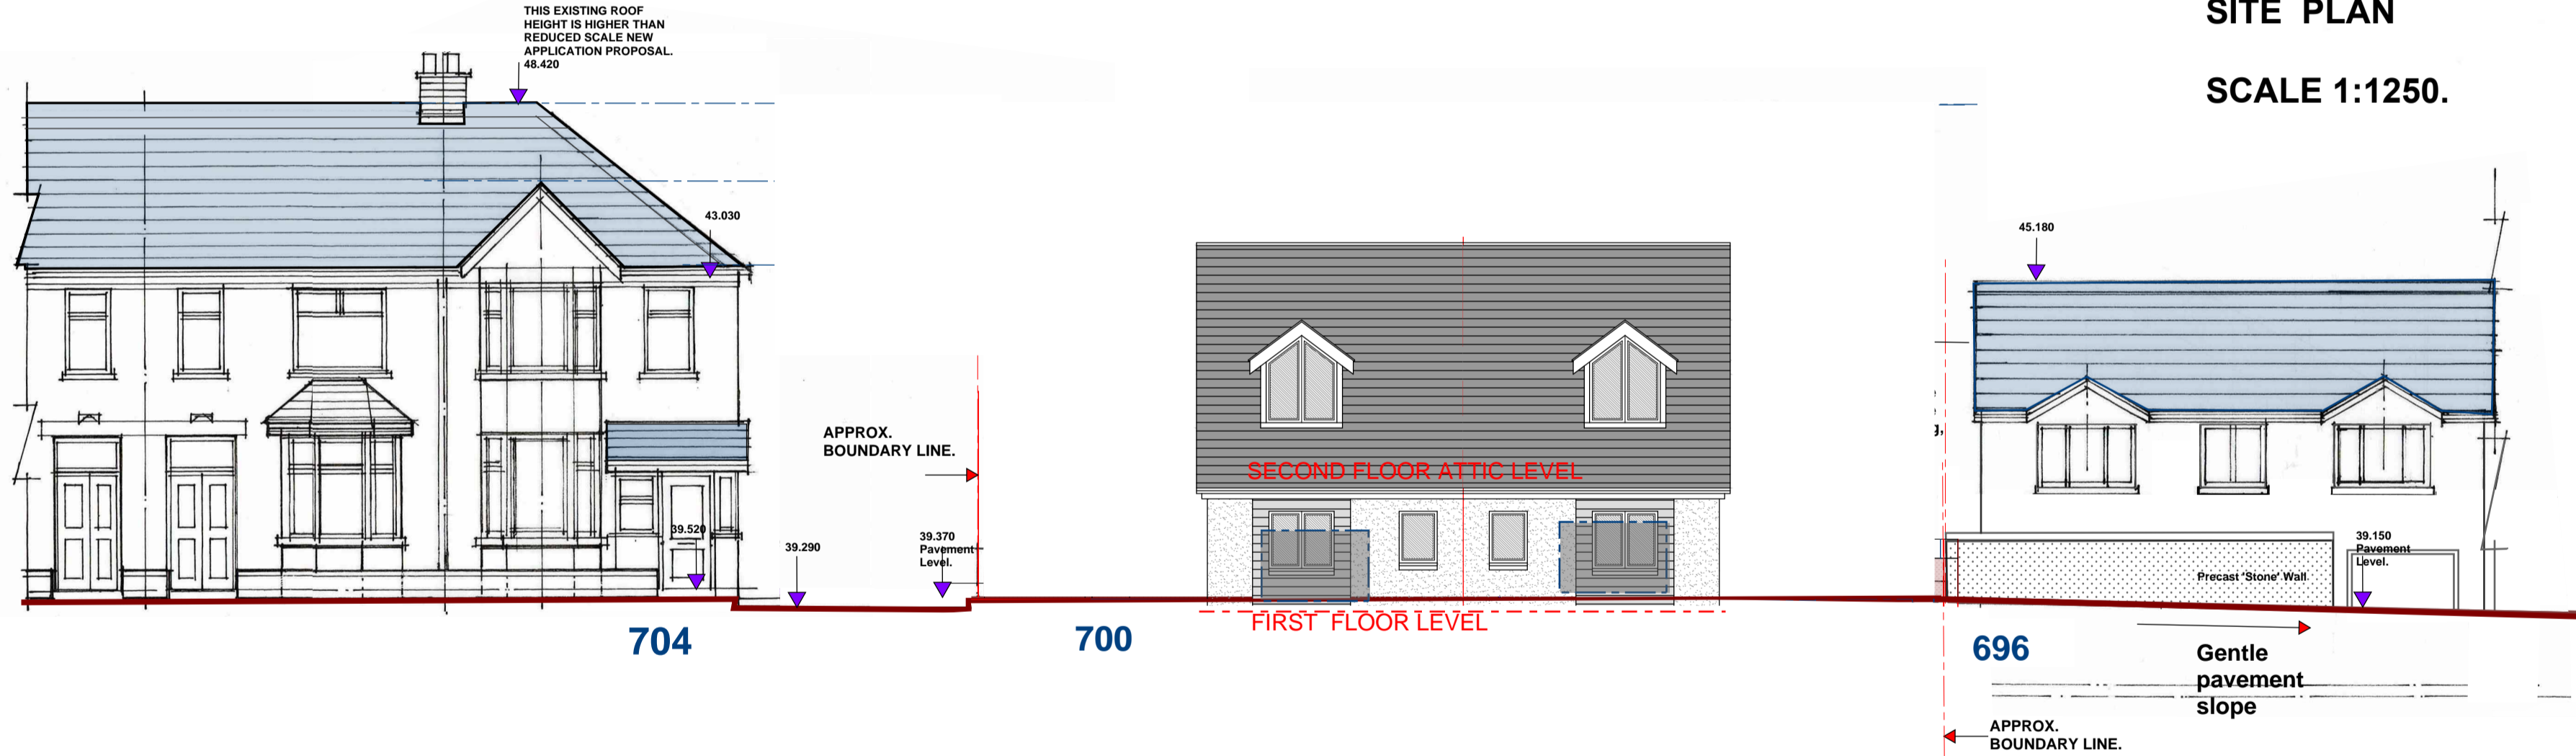 THIS EXISTING ROOF
HEIGHT IS HIGHER THAN
REDUCED SCALE NEW
APPLICATION PROPOSAL.
48.420
SITE PLAN
SCALE 1:1250.
43.030
45.180
APPROX.
BOUNDARY LINE.
SECOND FLOOR ATTIC LEVEL
39.520
39.290
39.370
Pavement
Level.
39.150
Pavement
Level.
Precast 'Stone' Wall
FIRST FLOOR LEVEL
704
700
696
Gentle
pavement
slope
APPROX.
BOUNDARY LINE.